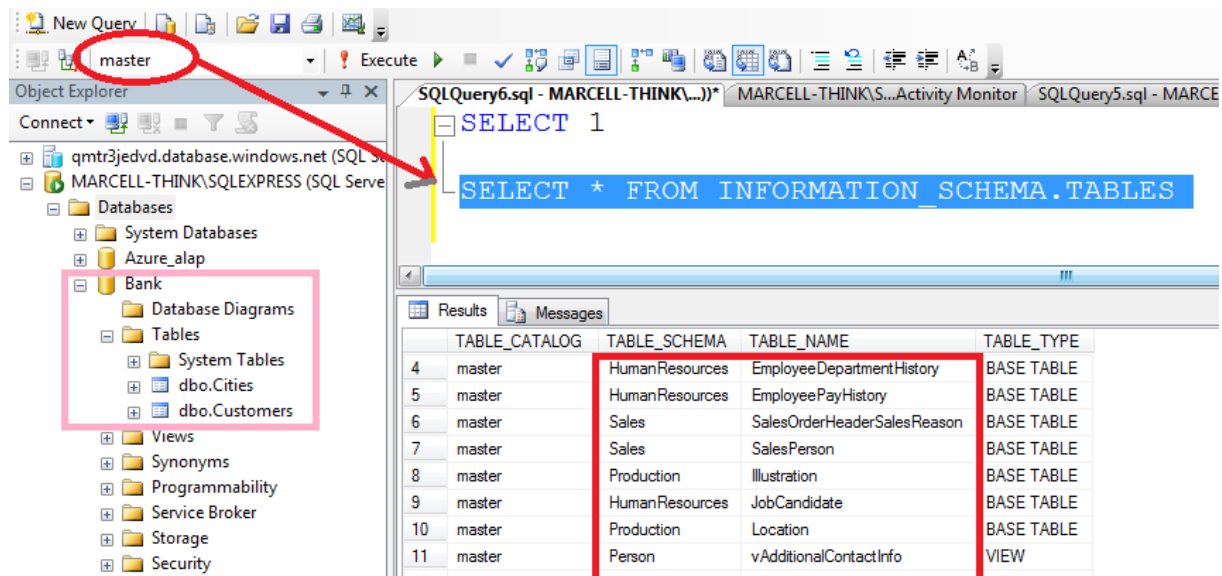 New Query
master
Execute
Object Explorer
Connect
qmtr3jedvd.database.windows.net (SQL
MARCELL-THINK\SQLEXPRESS (SQL Serve
Databases
System Databases
Azure_alap
Bank
Database Diagrams
Tables
System Tables
dbo.Cities
dbo.Customers
Views
Synonyms
Programmability
Service Broker
Storage
Security
SQLQuery6.sql - MARCELL-THINK\...))* MARCELL-THINK\S...Activity Monitor SQLQuery5.sql - MARCE
SELECT 1
SELECT * FROM INFORMATION_SCHEMA.TABLES
Results Messages
TABLE_CATALOG TABLE_SCHEMA TABLE_NAME TABLE_TYPE
4 master HumanResources EmployeeDepartmentHistory BASE TABLE
5 master HumanResources EmployeePayHistory BASE TABLE
6 master Sales SalesOrderHeaderSalesReason BASE TABLE
7 master Sales SalesPerson BASE TABLE
8 master Production Illustration BASE TABLE
9 master HumanResources JobCandidate BASE TABLE
10 master Production Location BASE TABLE
11 master Person vAdditionalContactInfo VIEW